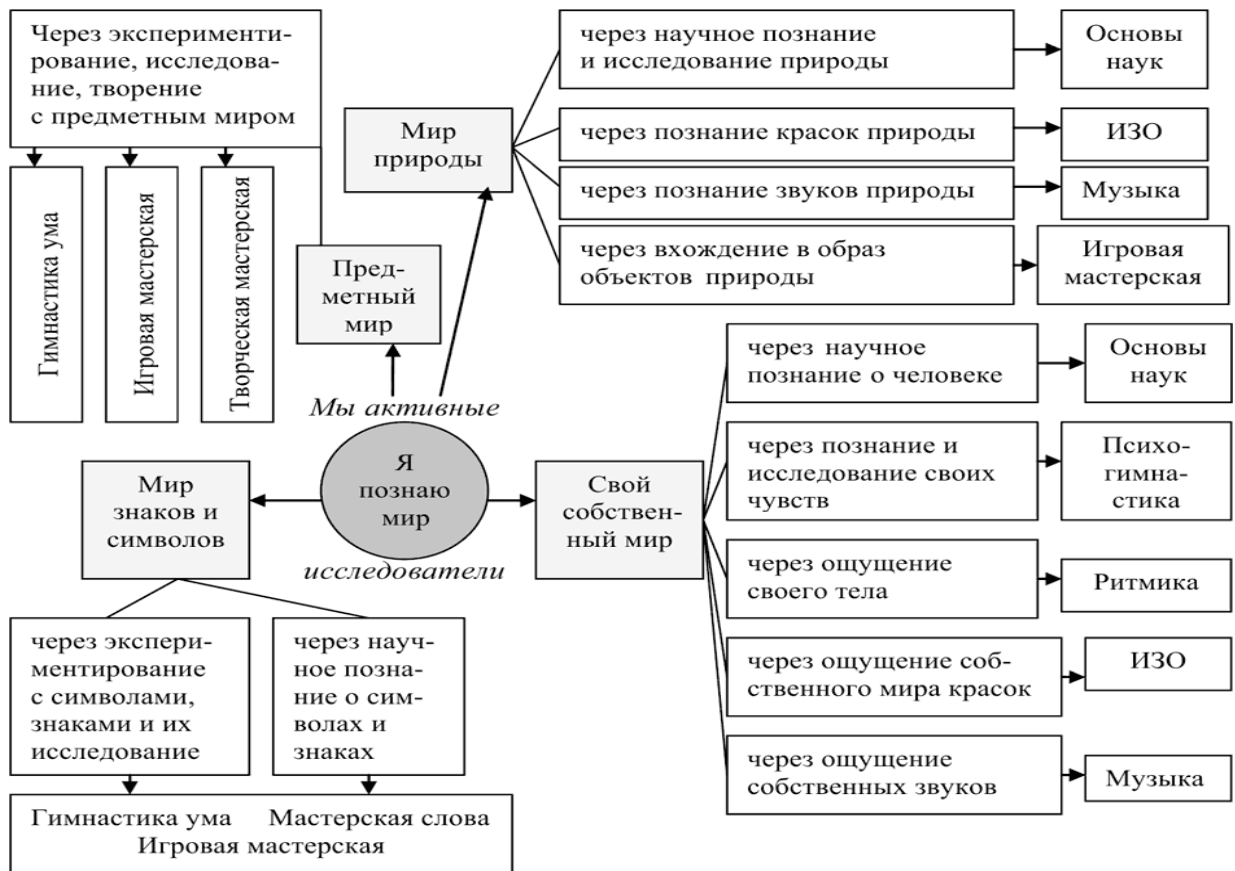 Через эксперименти-
рование, исследова-
ние, творение
с предметным миром
Гимнастика ума
Игровая мастерская
Творческая мастерская
Пред-
метный
мир
Мир
природы
через научное познание
и исследование природы
Основы
наук
через познание красок природы
ИЗО
через познание звуков природы
Музыка
через вхождение в образ
объектов природы
Игровая
мастерская
Мы активные
Я
познаю
мир
исследователи
Мир
знаков и
символов
через экспери-
ментирование
с символами,
знаками и их
исследование
через науч-
ное позна-
ние о сим-
волах и
знаках
Гимнастика ума Мастерская слова
Игровая мастерская
Свой
собствен-
ный мир
через научное
познание о человеке
Основы
наук
через познание и
исследование своих
чувств
Психо-
гимна-
стика
через ощущение
своего тела
Ритмика
через ощущение соб-
ственного мира красок
ИЗО
через ощущение
собственных звуков
Музыка